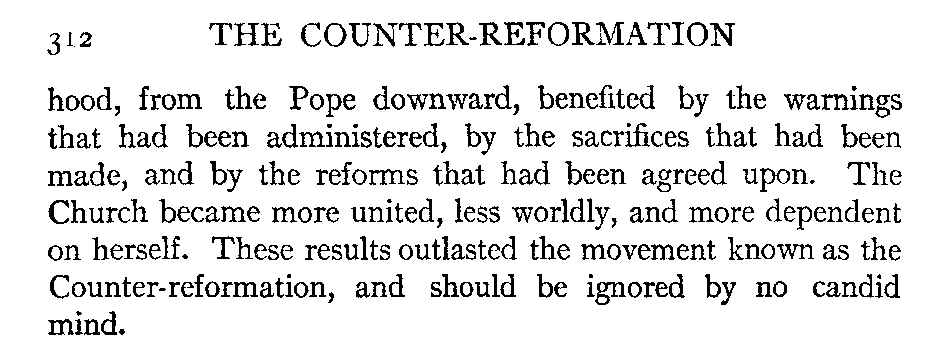 312 THE COUNTER-REFORMATION
hood, from the Pope downward, benefited by the warnings
that had been administered, by the sacrifices that had been
made, and by the reforms that had been agreed upon. The
Church became more united, less worldly, and more dependent
on herself. These results outlasted the movement known as the
Counter-reformation, and should be ignored by no candid
mind.